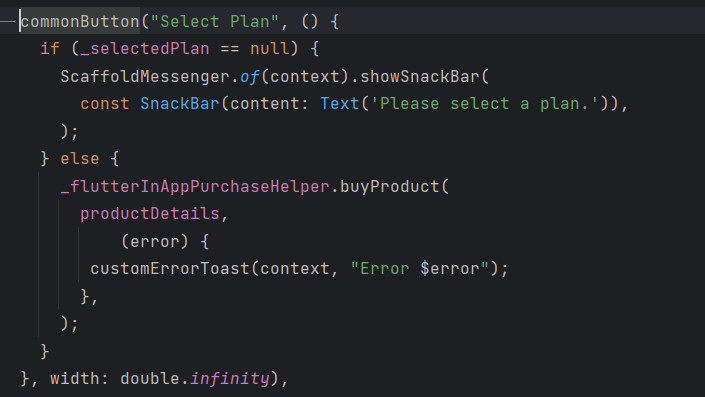 commonButton("Select Plan", () {
  if (_selectedPlan == null) {
    ScaffoldMessenger.of(context).showSnackBar(
      const SnackBar(content: Text('Please select a plan.')),
    );
  } else {
    _flutterInAppPurchaseHelper.buyProduct(
      productDetails,
          (error) {
       customErrorToast(context, "Error $error");
      },
    );
  }
}, width: double.infinity),